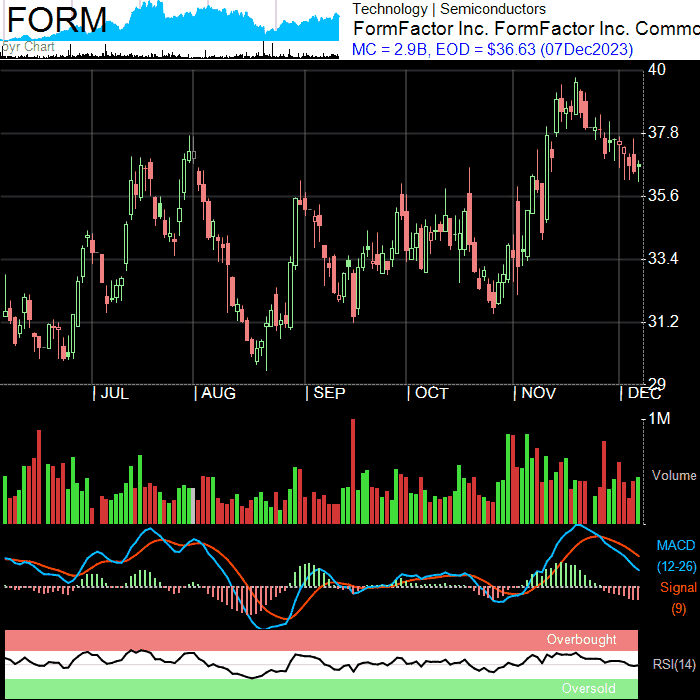 FORM
5yr Chart
Technology | Semiconductors
FormFactor Inc. FormFactor Inc. Commo
MC = 2.9B, EOD = $36.63 (07Dec2023)
40
37.8
35.6
33.4
31.2
29
| JUL | AUG | SEP | OCT | NOV | DEC
1M
Volume
MACD
(12-26)
Signal
(9)
Overbought
RSI(14)
Oversold